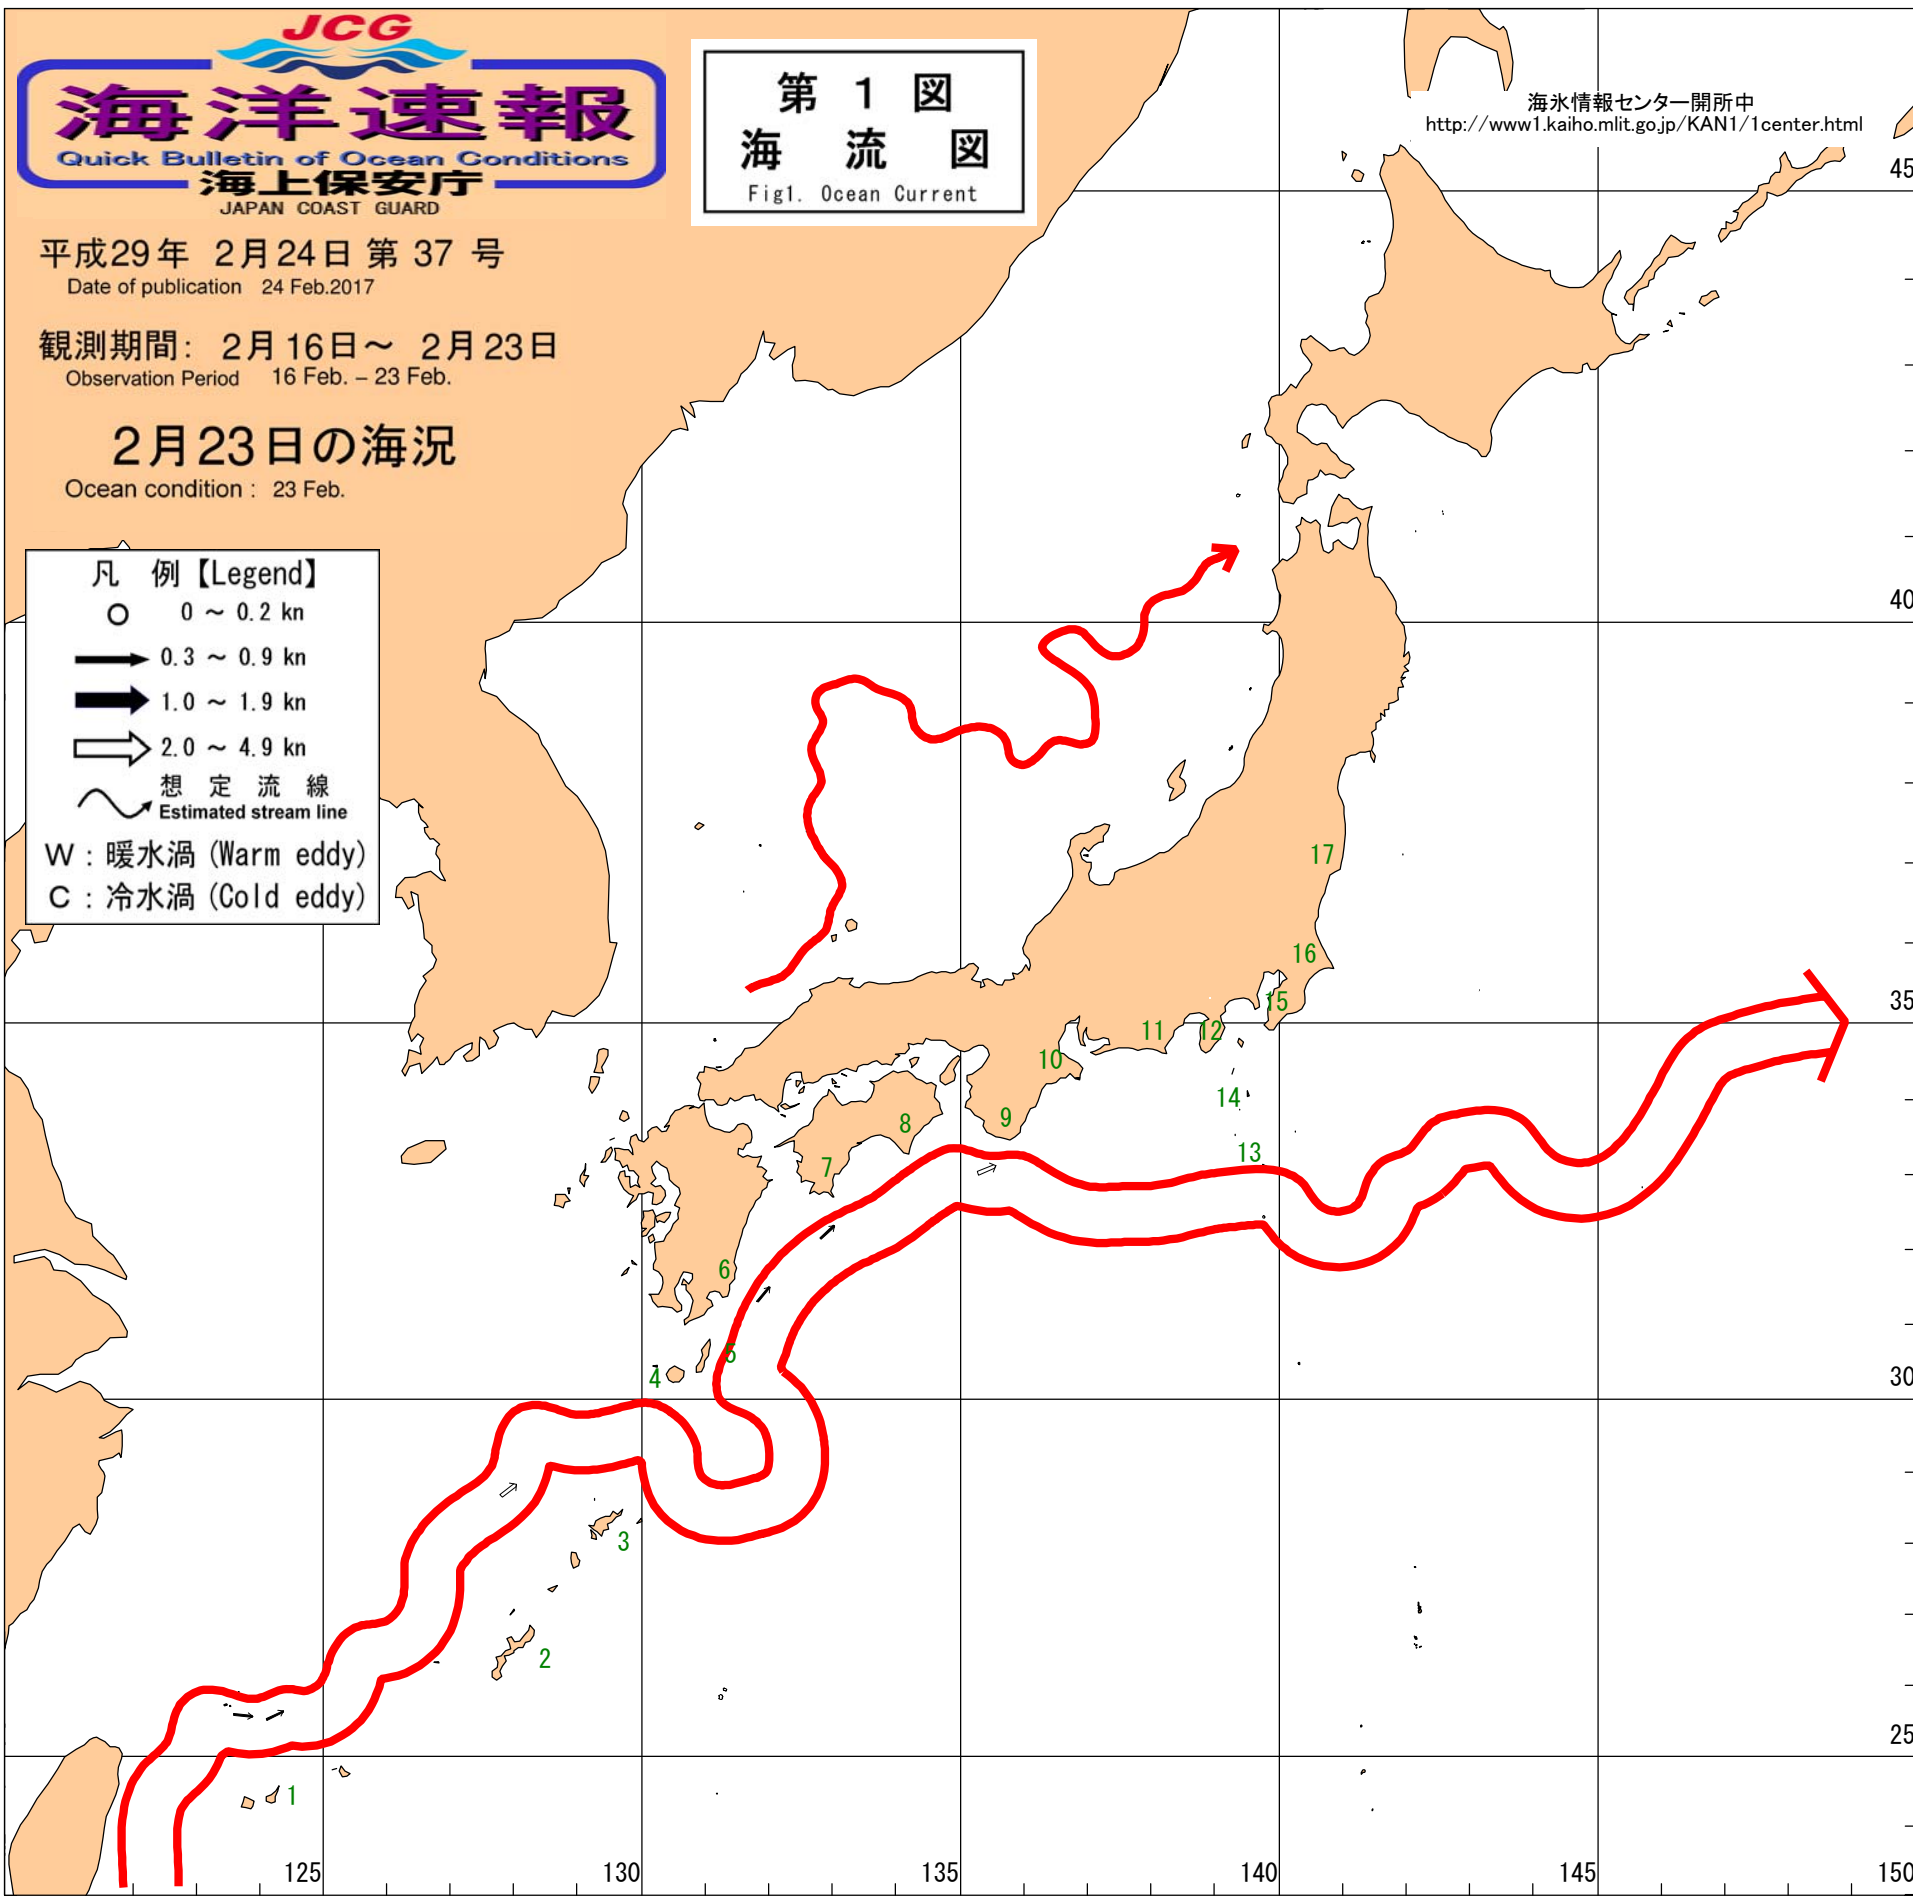 JCG
海洋速報
Quick Bulletin of Ocean Conditions
海上保安庁
JAPAN COAST GUARD
第 1 図
海 流 図
Fig1. Ocean Current
海氷情報センター開所中
http://www1.kaiho.mlit.go.jp/KAN1/1center.html
平成29年 2月24日 第 37 号
Date of publication 24 Feb.2017
観測期間: 2月16日～ 2月23日
Observation Period 16 Feb. – 23 Feb.
2月23日の海況
Ocean condition : 23 Feb.
凡 例【Legend】
0 ～ 0.2 kn
0.3 ～ 0.9 kn
1.0 ～ 1.9 kn
2.0 ～ 4.9 kn
想 定 流 線
Estimated stream line
W : 暖水渦 (Warm eddy)
C : 冷水渦 (Cold eddy)
45
40
35
30
25
17
16
15
12
11
10
14
9
8
13
7
6
5
4
3
2
1
125
130
135
140
145
150